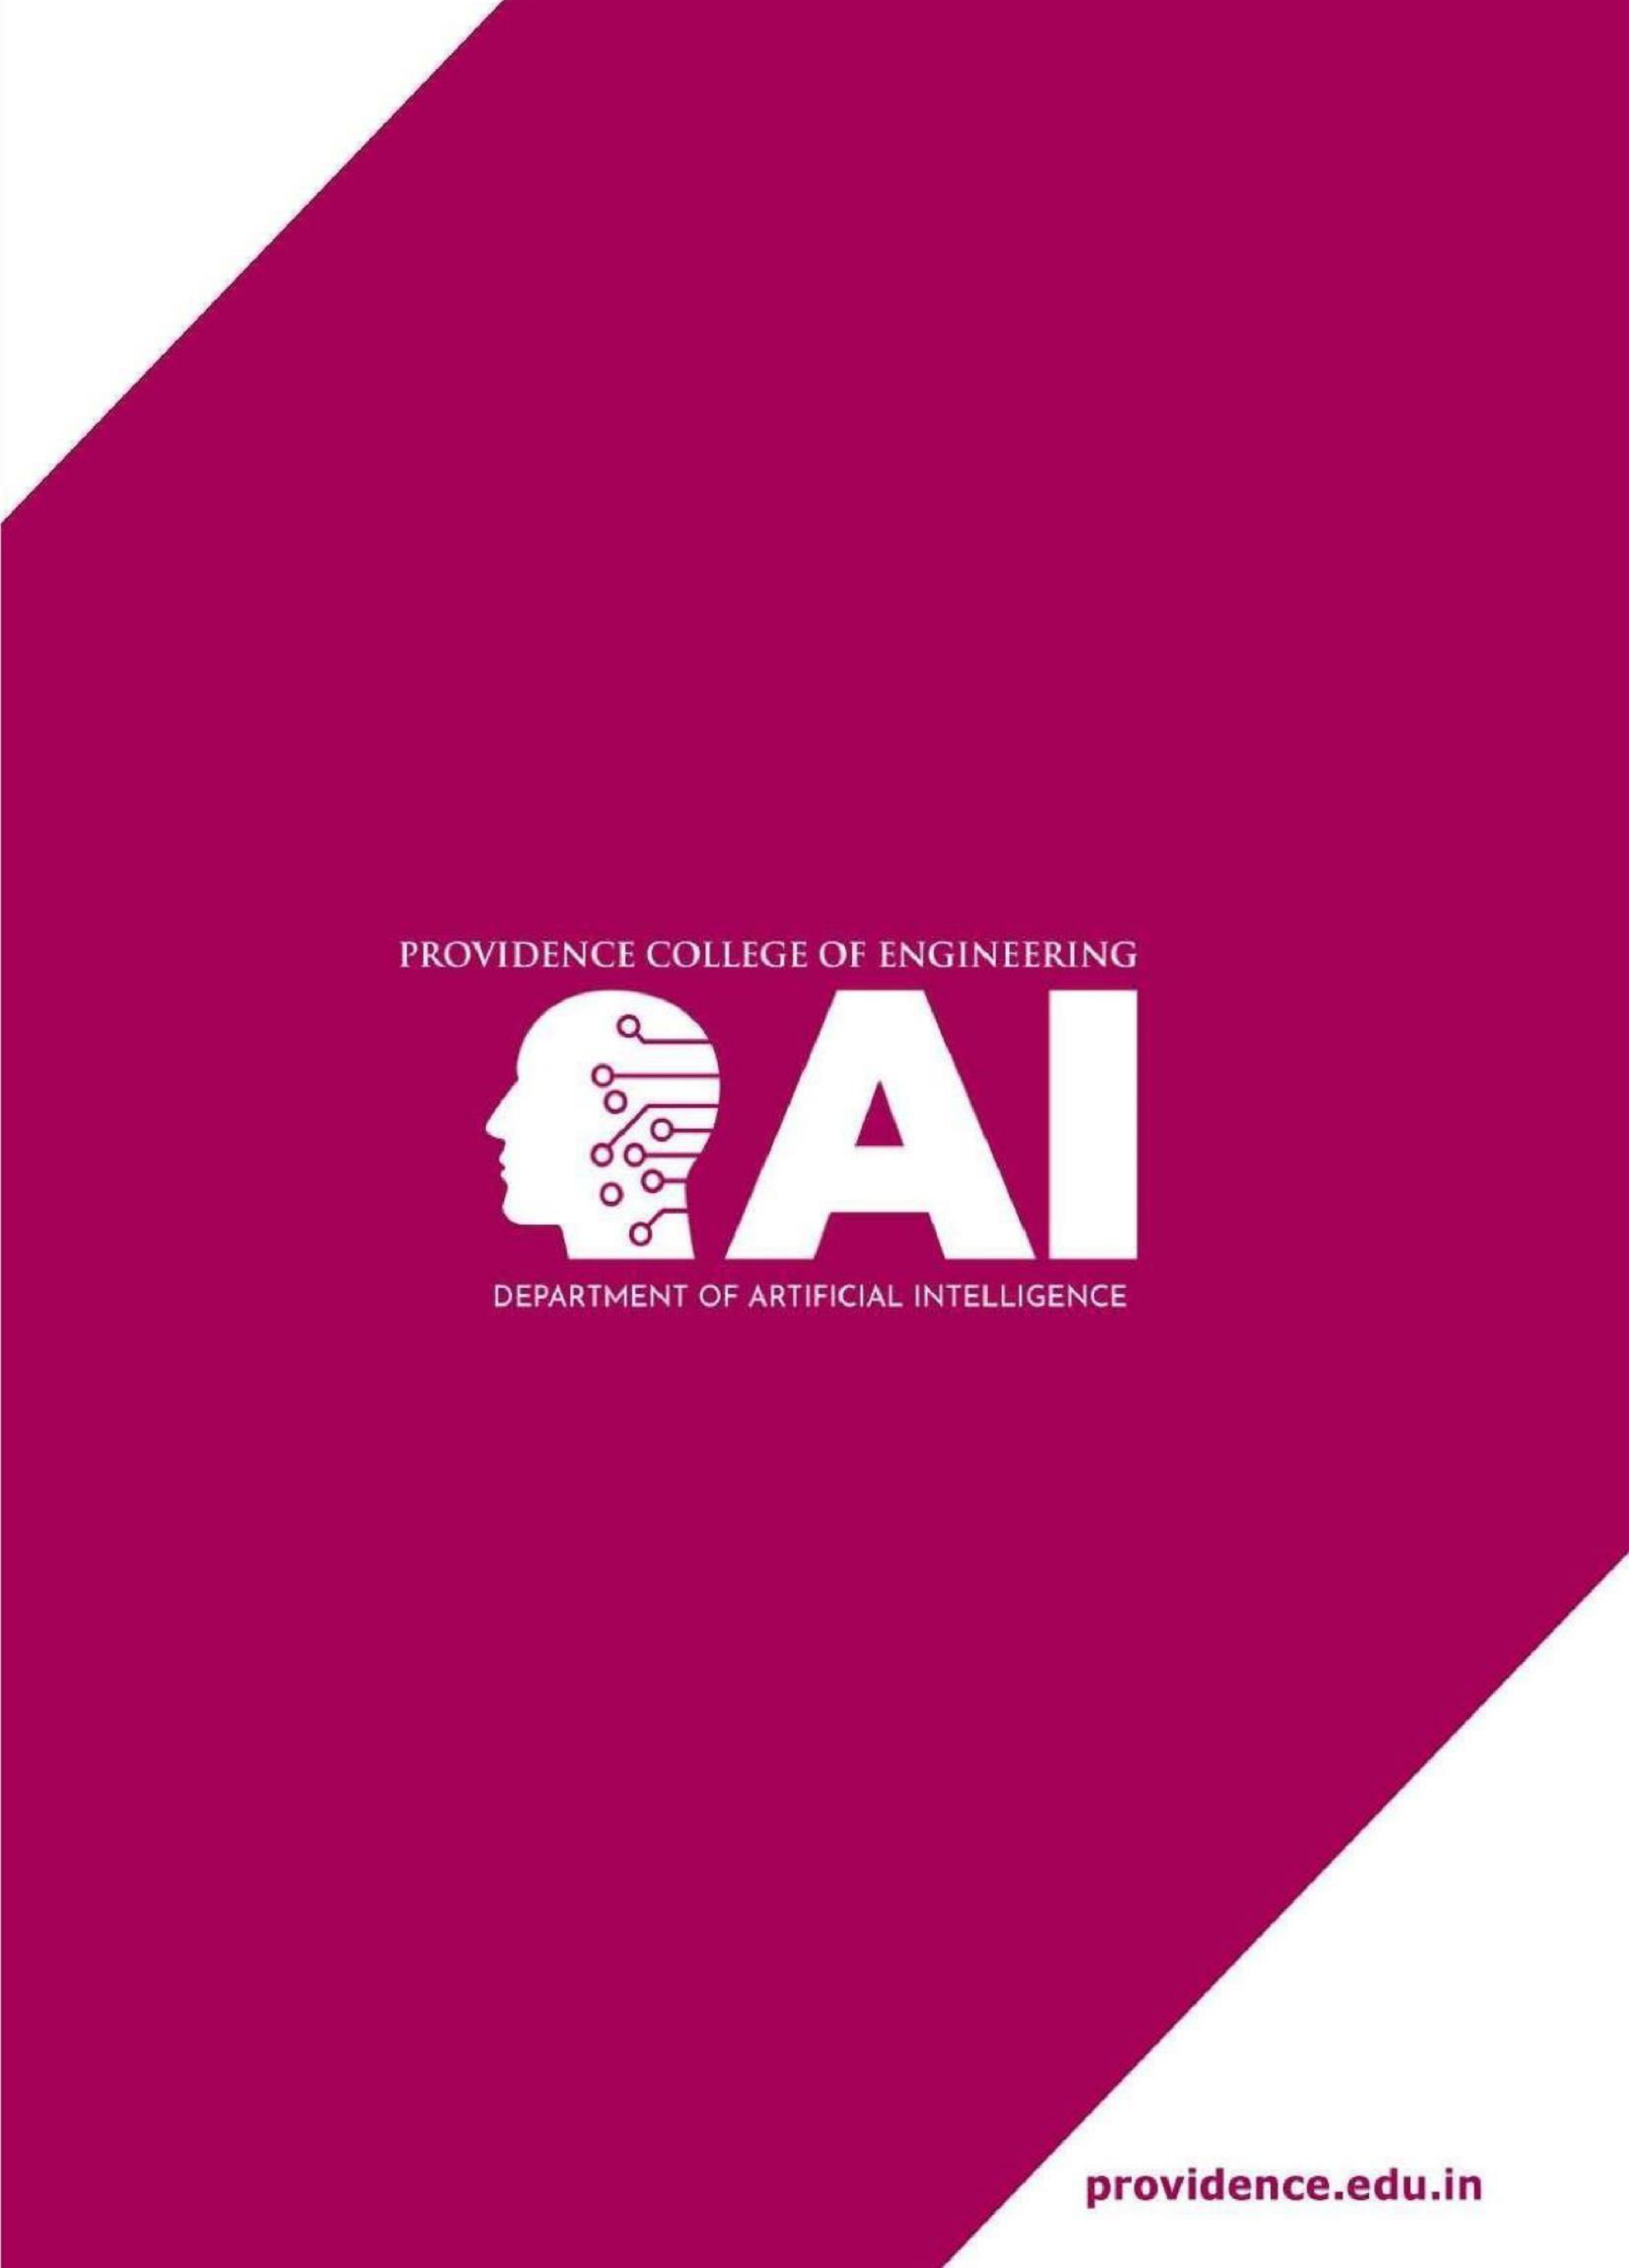 PROVIDENCE COLLEGE OF ENGINEERING
AI
DEPARTMENT OF ARTIFICIAL INTELLIGENCE
providence.edu.in